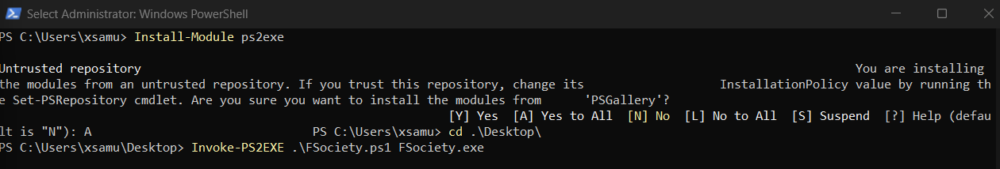 Select Administrator: Windows PowerShell
PS C:\Users\xsamu> Install-Module ps2exe
Untrusted repository You are installing
the modules from an untrusted repository. If you trust this repository, change its InstallationPolicy value by running th
e Set-PSRepository cmdlet. Are you sure you want to install the modules from 'PSGallery'?
[Y] Yes [A] Yes to All [N] No [L] No to All [S] Suspend [?] Help (defau
lt is "N"): A PS C:\Users\xsamu> cd .\Desktop\
PS C:\Users\xsamu\Desktop> Invoke-PS2EXE .\FSociety.ps1 FSociety.exe